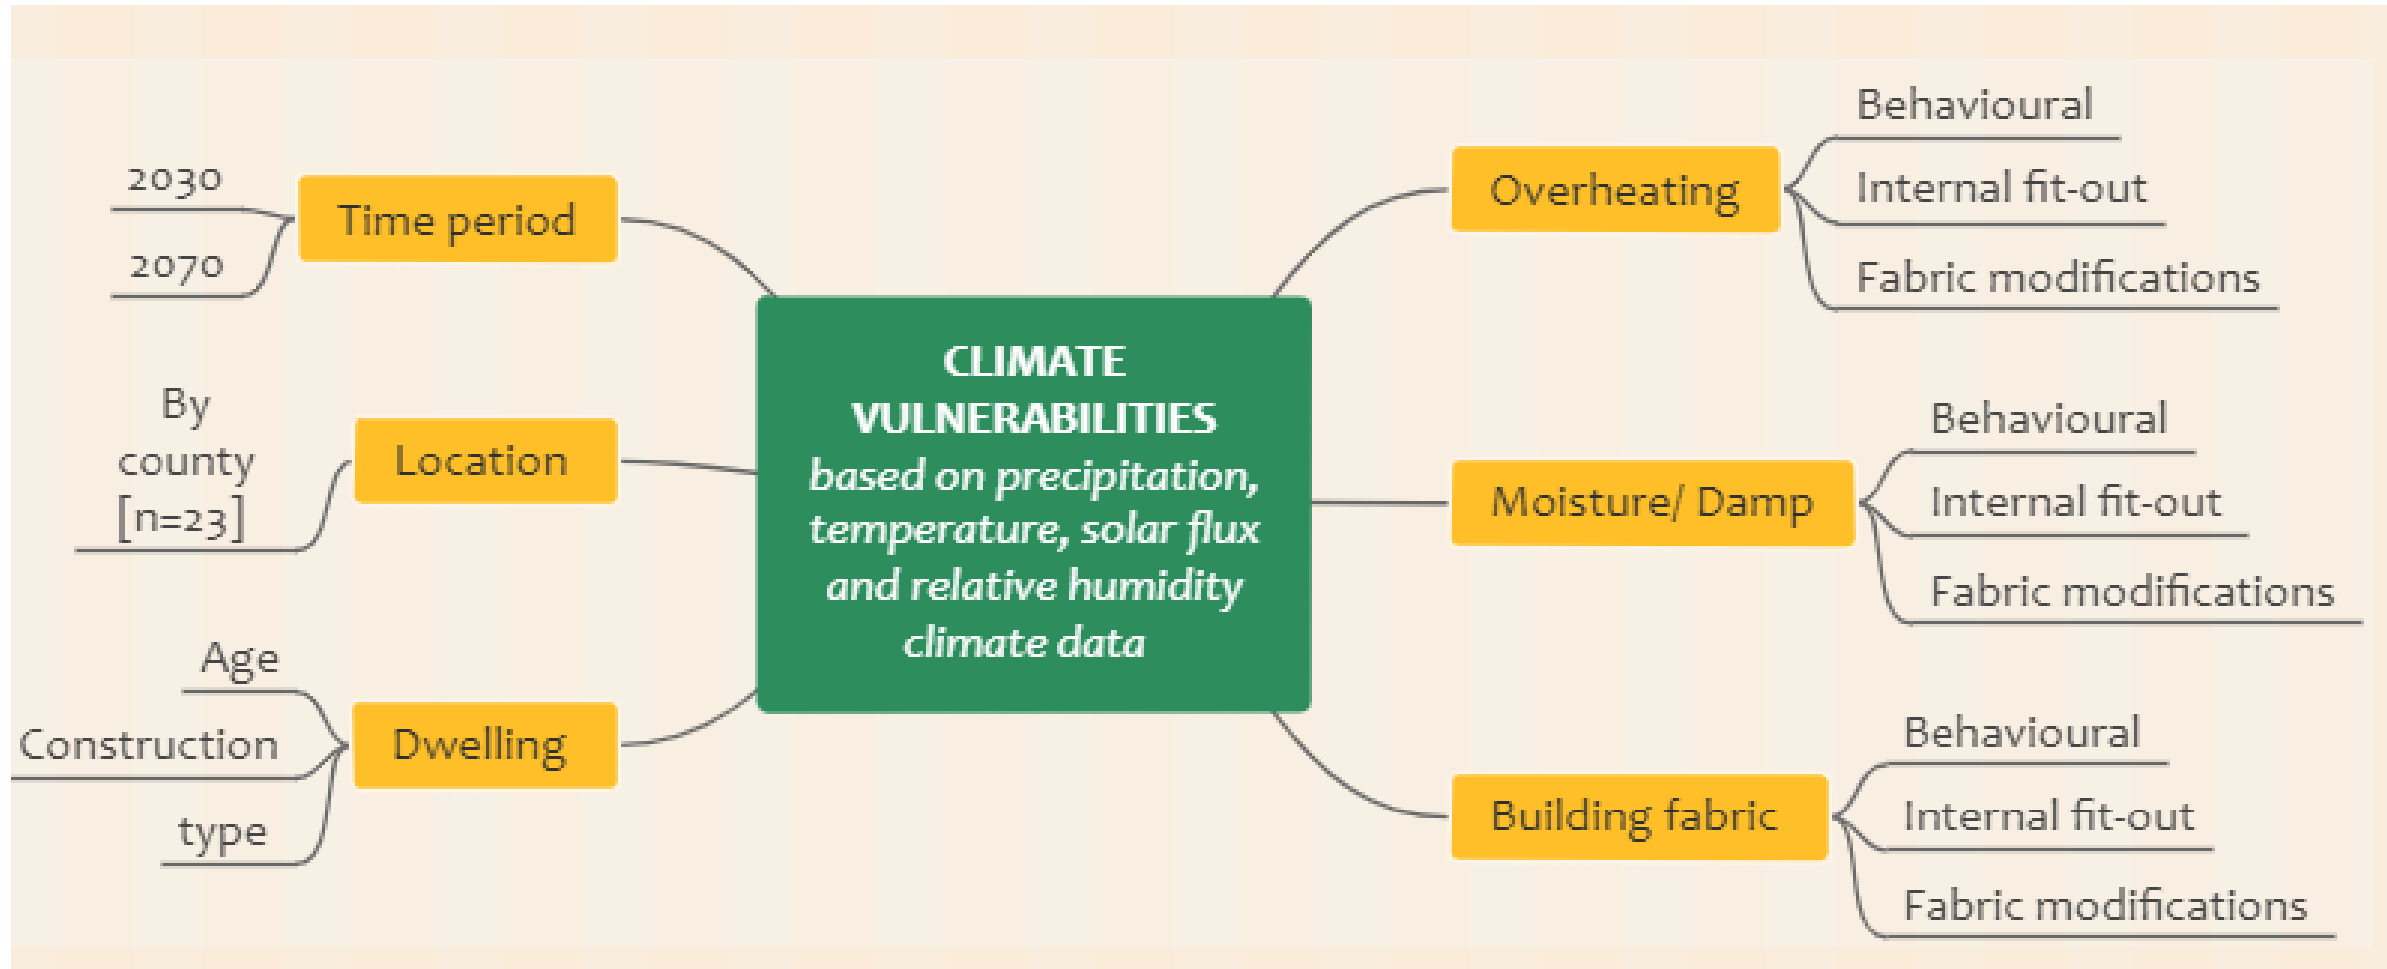 2030
2070
Time period
By
county
[n=23]
Location
Age
Construction
type
Dwelling
CLIMATE
VULNERABILITIES
based on precipitation,
temperature, solar flux
and relative humidity
climate data
Overheating
Behavioural
Internal fit-out
Fabric modifications
Moisture/ Damp
Behavioural
Internal fit-out
Fabric modifications
Building fabric
Behavioural
Internal fit-out
Fabric modifications